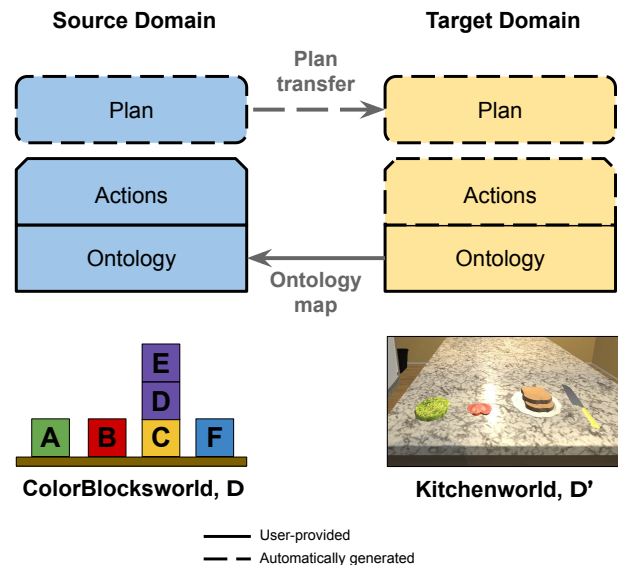 Source Domain
Target Domain
Plan
transfer
Plan
Plan
Actions
Actions
Ontology
Ontology
Ontology
map
E
D
A
B
C
F
ColorBlocksworld, D
Kitchenworld, D'
User-provided
Automatically generated